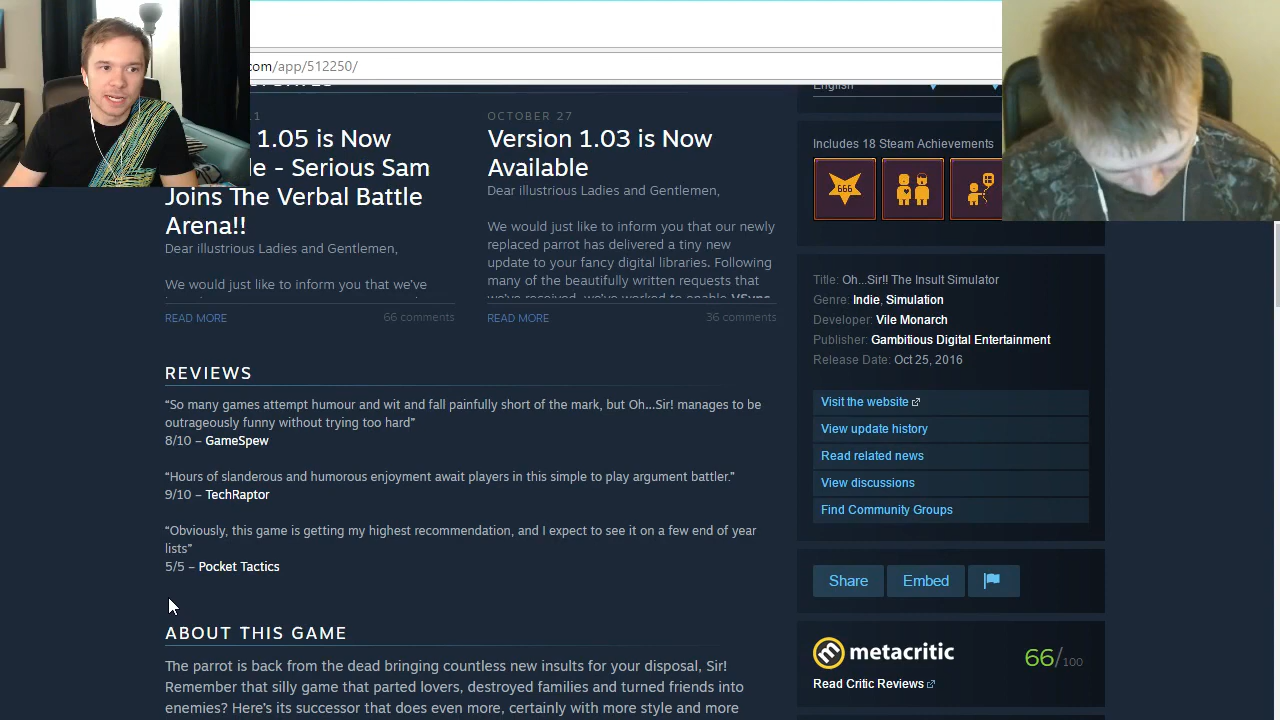 com/app/512250/
1.05 is Now
- Serious Sam
Joins The Verbal Battle
Arena!!
Dear illustrious Ladies and Gentlemen,
We would just like to inform you that we've
READ MORE
66 comments
OCTOBER 27
Version 1.03 is Now
Available
Dear illustrious Ladies and Gentlemen,
We would just like to inform you that our newly
replaced parrot has delivered a tiny new
update to your fancy digital libraries. Following
many of the beautifully written requests that
we've received, we've worked to enable VSync
READ MORE
36 comments
REVIEWS
“So many games attempt humour and wit and fall painfully short of the mark, but Oh...Sir! manages to be
outrageously funny without trying too hard”
8/10 – GameSpew
“Hours of slanderous and humorous enjoyment await players in this simple to play argument battler.”
9/10 – TechRaptor
“Obviously, this game is getting my highest recommendation, and I expect to see it on a few end of year
lists”
5/5 – Pocket Tactics
ABOUT THIS GAME
The parrot is back from the dead bringing countless new insults for your disposal, Sir!
Remember that silly game that parted lovers, destroyed families and turned friends into
enemies? Here's its successor that does even more, certainly with more style and more
English
Includes 18 Steam Achievements
666
Title: Oh...Sir!! The Insult Simulator
Genre: Indie, Simulation
Developer: Vile Monarch
Publisher: Gambitious Digital Entertainment
Release Date: Oct 25, 2016
Visit the website
View update history
Read related news
View discussions
Find Community Groups
Share
Embed
m metacritic
66/100
Read Critic Reviews